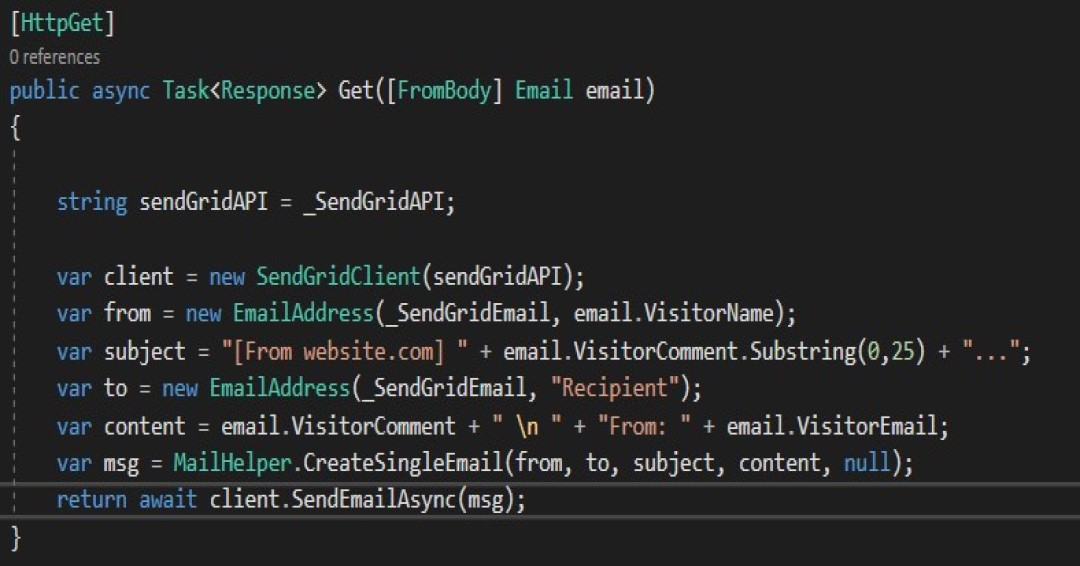 [HttpGet]
0 references
public async Task<Response> Get([FromBody] Email email)
{
string sendGridAPI = _SendGridAPI;
var client = new SendGridClient(sendGridAPI);
var from = new EmailAddress(_SendGridEmail, email.VisitorName);
var subject = "[From website.com] " + email.VisitorComment.Substring(0,25) + "...";
var to = new EmailAddress(_SendGridEmail, "Recipient");
var content = email.VisitorComment + " \n " + "From: " + email.VisitorEmail;
var msg = MailHelper.CreateSingleEmail(from, to, subject, content, null);
return await client.SendEmailAsync(msg);
}